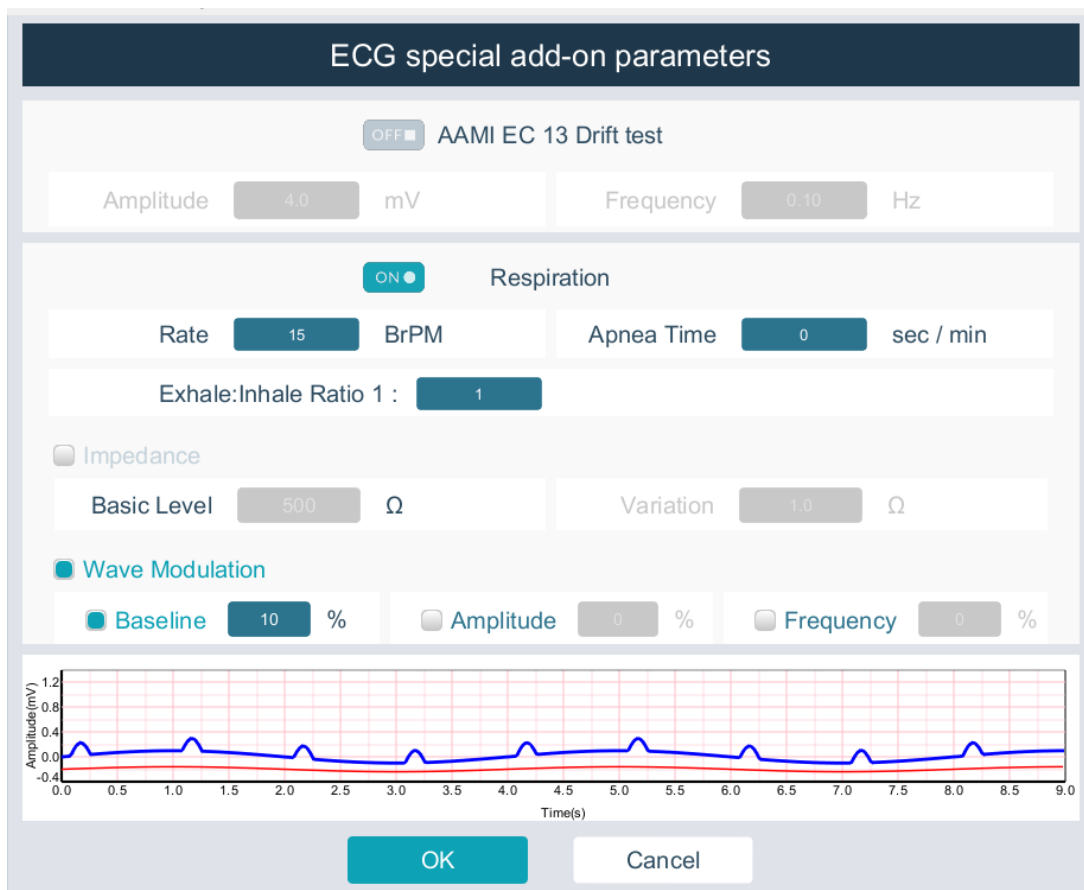 ECG special add-on parameters
OFF AAMI EC 13 Drift test
Amplitude 4.0 mV Frequency 0.10 Hz
ON Respiration
Rate 15 BrPM Apnea Time 0 sec / min
Exhale:Inhale Ratio 1 : 1
Impedance
Basic Level 500 Ω Variation 1.0 Ω
Wave Modulation
Baseline 10 % Amplitude 0 % Frequency 0 %
Amplitude(mV)
1.2
0.8
0.4
0.0
-0.4
0.0 0.5 1.0 1.5 2.0 2.5 3.0 3.5 4.0 4.5 5.0 5.5 6.0 6.5 7.0 7.5 8.0 8.5 9.0
Time(s)
OK Cancel